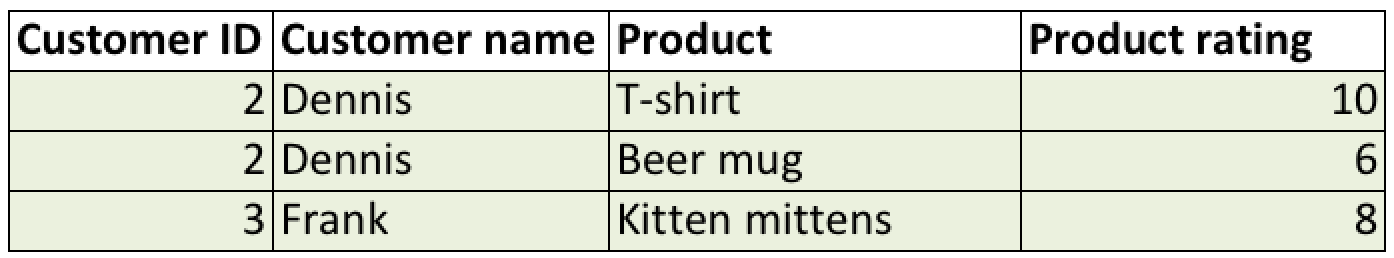 Customer ID Customer name Product Product rating
2 Dennis T-shirt 10
2 Dennis Beer mug 6
3 Frank Kitten mittens 8